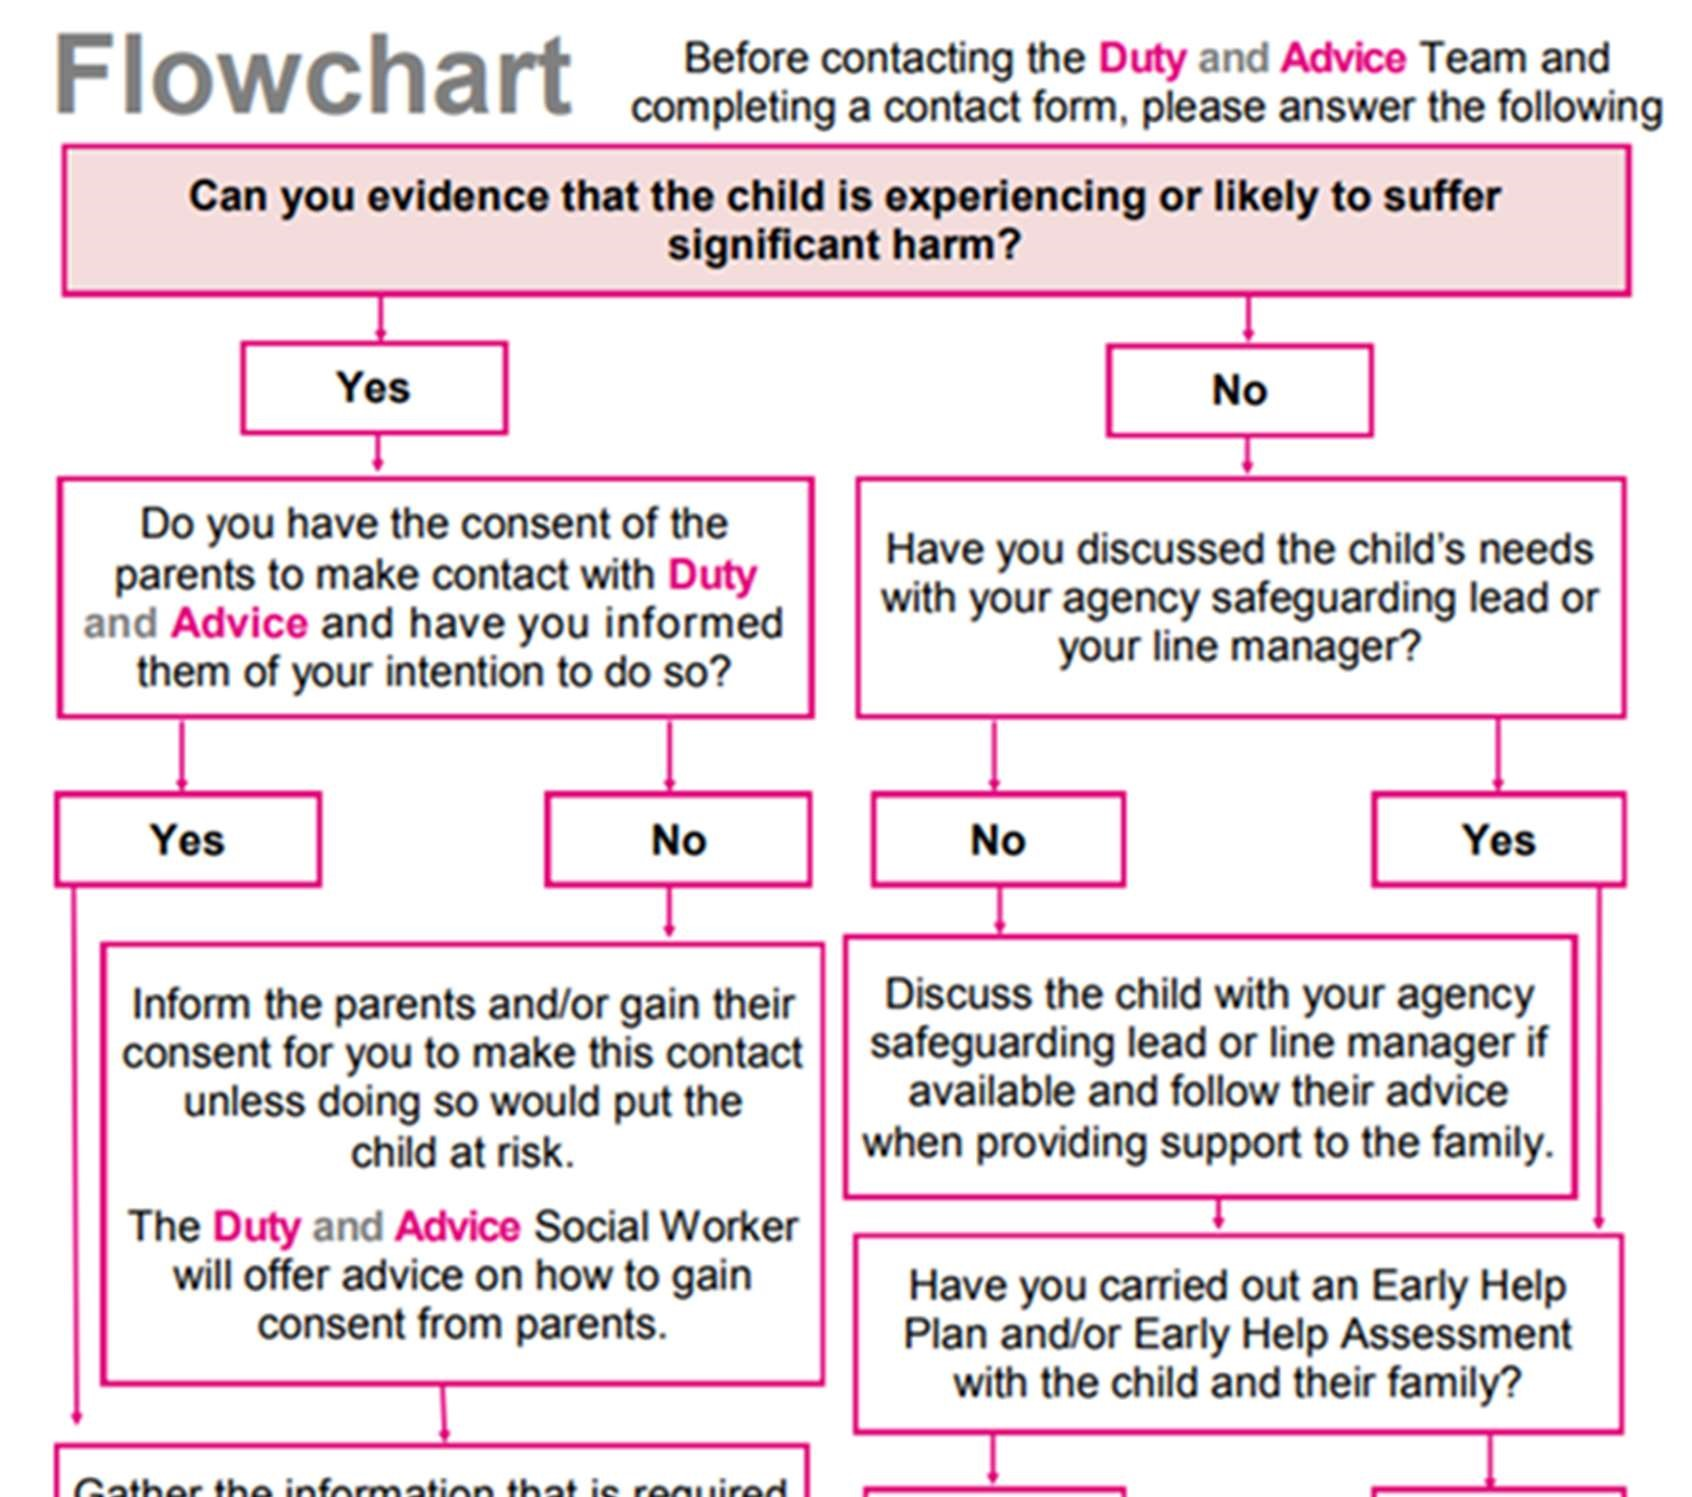 Flowchart
Before contacting the Duty and Advice Team and
completing a contact form, please answer the following
Can you evidence that the child is experiencing or likely to suffer
significant harm?
Yes
No
Do you have the consent of the
parents to make contact with Duty
and Advice and have you informed
them of your intention to do so?
Have you discussed the child's needs
with your agency safeguarding lead or
your line manager?
Yes
No
No
Yes
Inform the parents and/or gain their
consent for you to make this contact
unless doing so would put the
child at risk.
The Duty and Advice Social Worker
will offer advice on how to gain
consent from parents.
Discuss the child with your agency
safeguarding lead or line manager if
available and follow their advice
when providing support to the family.
Have you carried out an Early Help
Plan and/or Early Help Assessment
with the child and their family?
Gather the information that is required